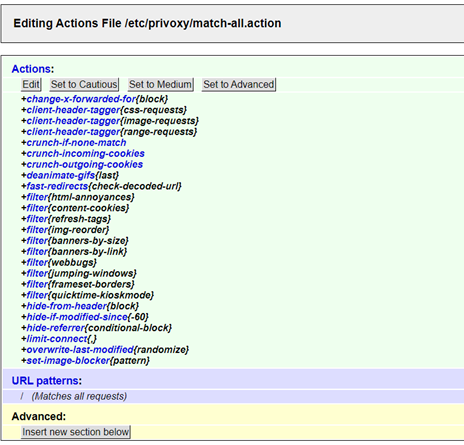 Editing Actions File /etc/privoxy/match-all.action
Actions:
Edit Set to Cautious Set to Medium Set to Advanced
+change-x-forwarded-for{block}
+client-header-tagger{css-requests}
+client-header-tagger{image-requests}
+client-header-tagger{range-requests}
+crunch-if-none-match
+crunch-incoming-cookies
+crunch-outgoing-cookies
+deanimate-gifs{last}
+fast-redirects{check-decoded-url}
+filter{html-annoyances}
+filter{content-cookies}
+filter{refresh-tags}
+filter{img-reorder}
+filter{banners-by-size}
+filter{banners-by-link}
+filter{webbugs}
+filter{jumping-windows}
+filter{frameset-borders}
+filter{quicktime-kioskmode}
+hide-from-header{block}
+hide-if-modified-since{-60}
+hide-referrer{conditional-block}
+limit-connect{,}
+overwrite-last-modified{randomize}
+set-image-blocker{pattern}
URL patterns:
/ (Matches all requests)
Advanced:
Insert new section below